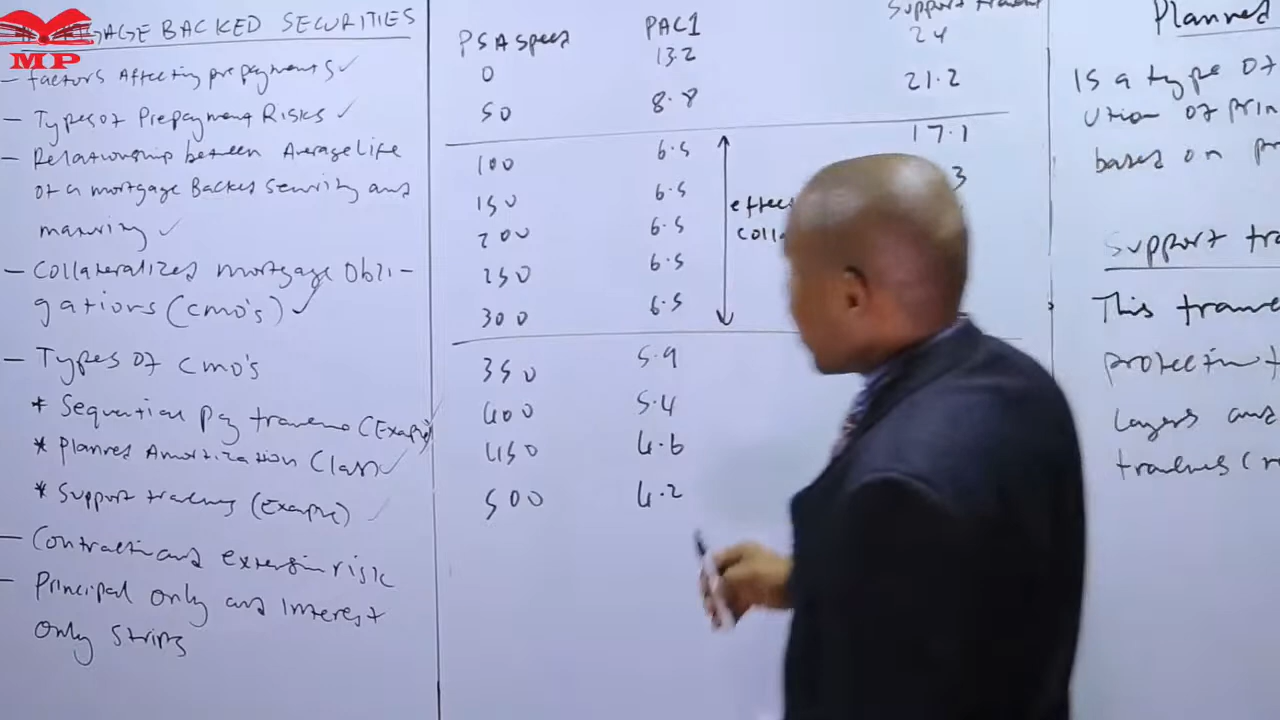 MP
GAGE BACKED SECURITIES
- factors Affecting prepayments ✓
- Types of Prepayment Risks ✓
- Relationship between Average Life
of a mortgage Backed Security and
maturity ✓
- Collateralized mortgage Obli-
gations (cmo's) ✓
- Types of cmo's
* Sequential Pay tranche (Example)
* Planned Amortization Class ✓
* Support tranches (Example) ✓
- Contraction and extension risk
- Principal only and Interest
only strips
PSA speed PAC1 Support tranche
0 13.2 24
50 8.8 21.2
100 6.5 17.1
150 6.5 3
200 6.5
250 6.5
300 6.5
350 5.9
400 5.4
450 4.6
500 4.2
effec
colla
Planned
Is a type of
ution of prin
based on pr
Support tra
This tranc
protection t
layers and
tranches (